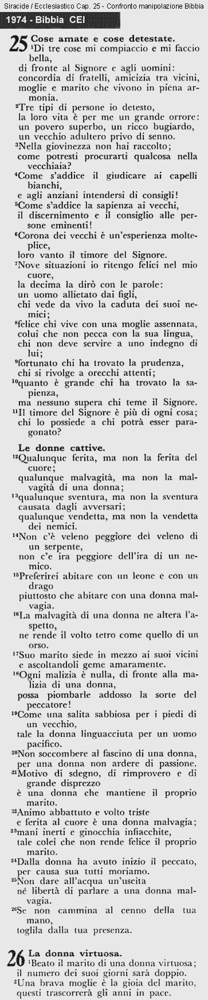 Siracide / Ecclesiastico Cap. 25 - Confronto manipolazione Bibbia
1974 - Bibbia CEI
25 Cose amate e cose detestate.
¹Di tre cose mi compiaccio e mi faccio
bella,
di fronte al Signore e agli uomini:
concordia di fratelli, amicizia tra vicini,
moglie e marito che vivono in piena ar-
monia.
²Tre tipi di persone io detesto,
la loro vita è per me un grande orrore:
un povero superbo, un ricco bugiardo,
un vecchio adultero privo di senno.
³Nella giovinezza non hai raccolto;
come potresti procurarti qualcosa nella
vecchiaia?
⁴Come s'addice il giudicare ai capelli
bianchi,
e agli anziani intendersi di consigli!
⁵Come s'addice la sapienza ai vecchi,
il discernimento e il consiglio alle per-
sone eminenti!
⁶Corona dei vecchi è un'esperienza molte-
plice,
loro vanto il timore del Signore.
⁷Nove situazioni io ritengo felici nel mio
cuore,
la decima la dirò con le parole:
un uomo allietato dai figli,
chi vede da vivo la caduta dei suoi ne-
mici;
⁸felice chi vive con una moglie assennata,
colui che non pecca con la sua lingua,
chi non deve servire a uno indegno di
lui;
⁹fortunato chi ha trovato la prudenza,
chi si rivolge a orecchi attenti;
¹⁰quanto è grande chi ha trovato la sa-
pienza,
ma nessuno supera chi teme il Signore.
¹¹Il timore del Signore è più di ogni cosa;
chi lo possiede a chi potrà esser para-
gonato?
Le donne cattive.
¹²Qualunque ferita, ma non la ferita del
cuore;
qualunque malvagità, ma non la mal-
vagità di una donna;
¹³qualunque sventura, ma non la sventura
causata dagli avversari;
qualunque vendetta, ma non la vendetta
dei nemici.
¹⁴Non c'è veleno peggiore del veleno di
un serpente,
non c'e ira peggiore dell'ira di un ne-
mico.
¹⁵Preferirei abitare con un leone e con un
drago
piuttosto che abitare con una donna mal-
vagia.
¹⁶La malvagità di una donna ne altera l'a-
spetto,
ne rende il volto tetro come quello di un
orso.
¹⁷Suo marito siede in mezzo ai suoi vicini
e ascoltandoli geme amaramente.
¹⁸Ogni malizia è nulla, di fronte alla ma-
lizia di una donna,
possa piombarle addosso la sorte del
peccatore!
¹⁹Come una salita sabbiosa per i piedi di
un vecchio,
tale la donna linguacciuta per un uomo
pacifico.
²⁰Non soccombere al fascino di una donna,
per una donna non ardere di passione.
²¹Motivo di sdegno, di rimprovero e di
grande disprezzo
è una donna che mantiene il proprio
marito.
²²Animo abbattuto e volto triste
e ferita al cuore è una donna malvagia;
²³mani inerti e ginocchia infiacchite,
tale colei che non rende felice il proprio
marito.
²⁴Dalla donna ha avuto inizio il peccato,
per causa sua tutti moriamo.
²⁵Non dare all'acqua un'uscita
né libertà di parlare a una donna mal-
vagia.
²⁶Se non cammina al cenno della tua
mano,
toglila dalla tua presenza.
26 La donna virtuosa.
¹Beato il marito di una donna virtuosa;
il numero dei suoi giorni sarà doppio.
²Una brava moglie è la gioia del marito,
questi trascorrerà gli anni in pace.